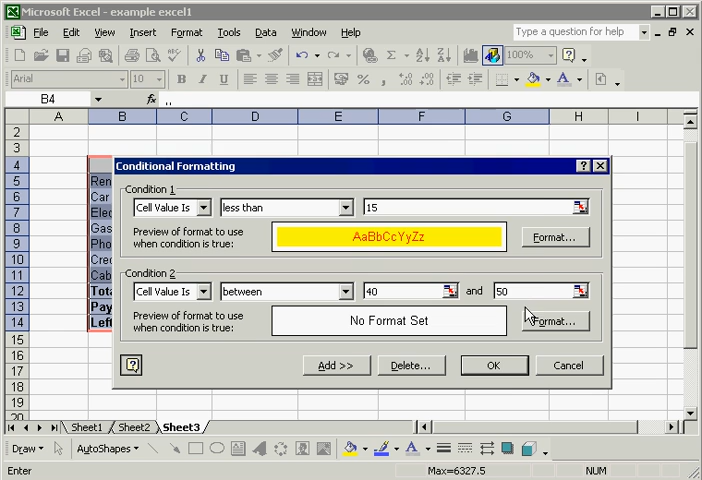 Microsoft Excel - example excel1
File Edit View Insert Format Tools Data Window Help Type a question for help
100%
Arial 10 B I U $ % ,
B4 fx ,,
A B C D E F G H I
2
3
4
5 Ren
6 Car
7 Elec
8 Gas
9 Pho
10 Cred
11 Cab
12 Tota
13 Pay
14 Left
15
16
17
18
19
20
Conditional Formatting
Condition 1
Cell Value Is less than 15
Preview of format to use
when condition is true:
AaBbCcYyZz
Format...
Condition 2
Cell Value Is between 40 and 50
Preview of format to use
when condition is true:
No Format Set
Format...
Add >> Delete... OK Cancel
Sheet1 Sheet2 Sheet3
Draw AutoShapes
Enter Max=6327.5 NUM